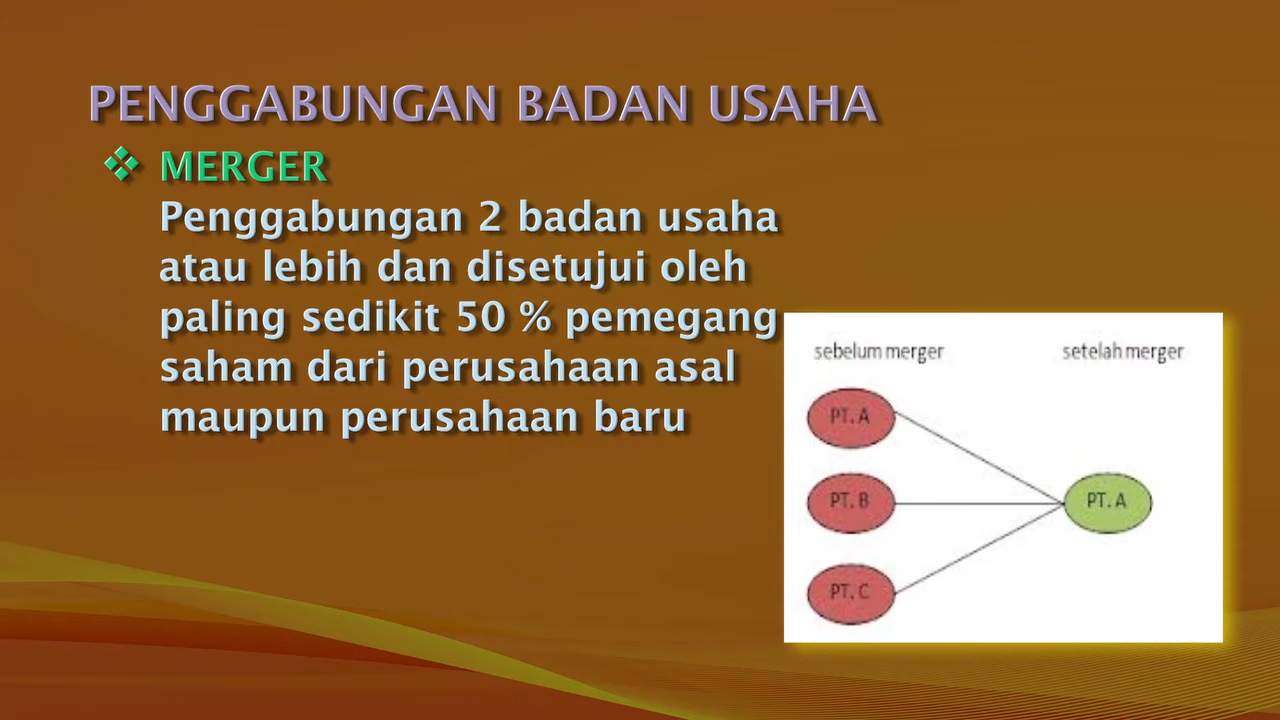 PENGGABUNGAN BADAN USAHA
MERGER
Penggabungan 2 badan usaha
atau lebih dan disetujui oleh
paling sedikit 50 % pemegang
saham dari perusahaan asal
maupun perusahaan baru
sebelum merger
setelah merger
PT. A
PT. B
PT. A
PT. C